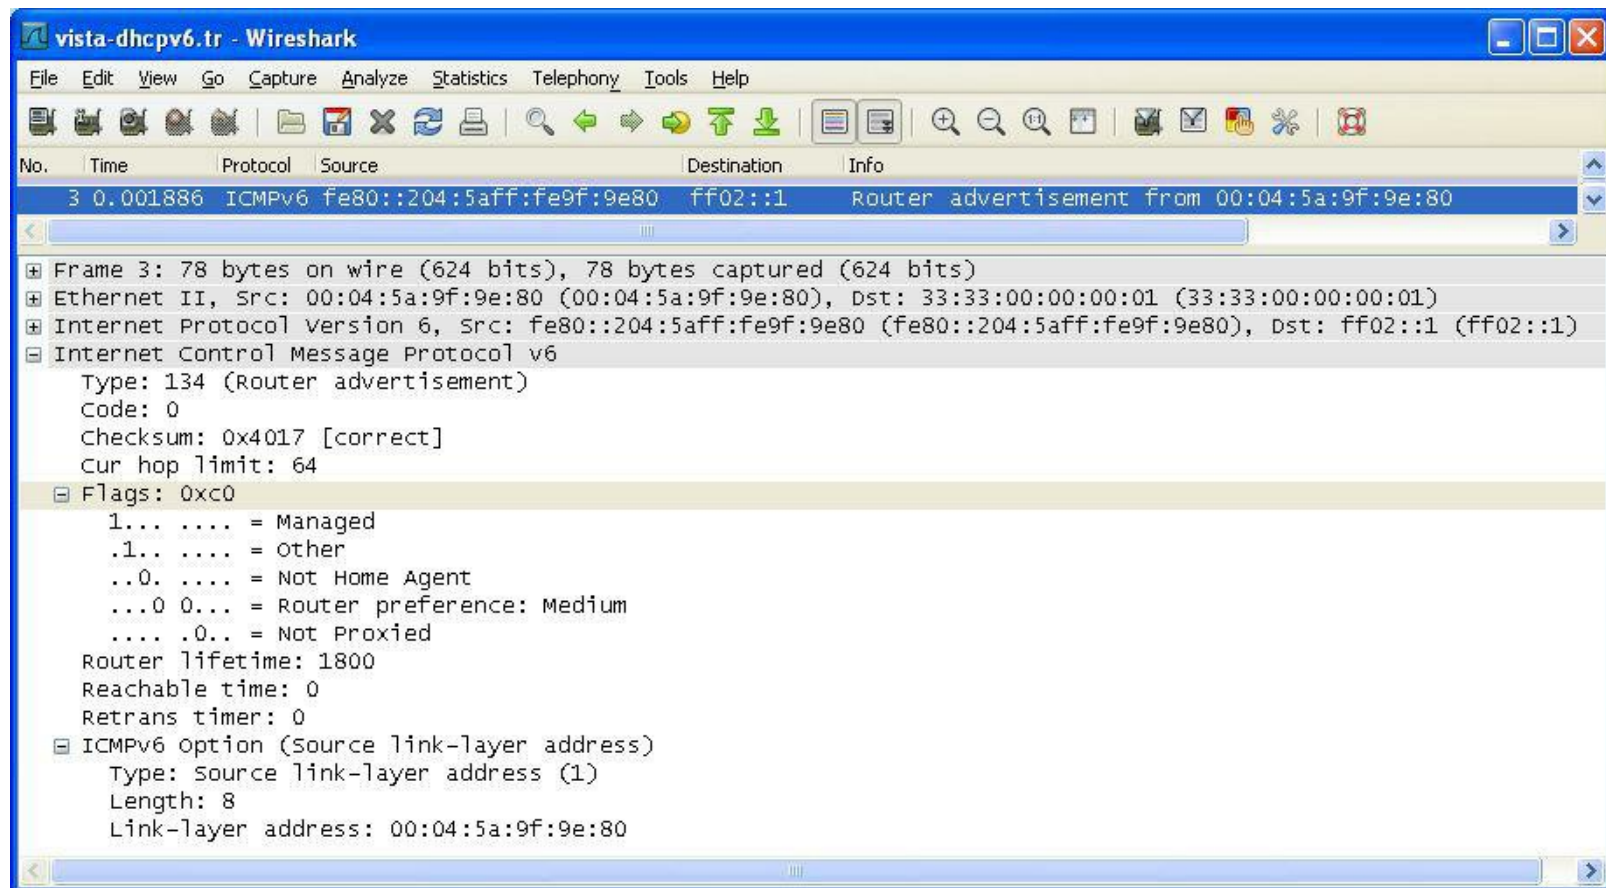 vista-dhcpv6.tr - Wireshark
File Edit View Go Capture Analyze Statistics Telephony Tools Help
No. Time Protocol Source Destination Info
3 0.001886 ICMPv6 fe80::204:5aff:fe9f:9e80 ff02::1 Router advertisement from 00:04:5a:9f:9e:80
Frame 3: 78 bytes on wire (624 bits), 78 bytes captured (624 bits)
Ethernet II, Src: 00:04:5a:9f:9e:80 (00:04:5a:9f:9e:80), Dst: 33:33:00:00:00:01 (33:33:00:00:00:01)
Internet Protocol Version 6, Src: fe80::204:5aff:fe9f:9e80 (fe80::204:5aff:fe9f:9e80), Dst: ff02::1 (ff02::1)
Internet Control Message Protocol v6
Type: 134 (Router advertisement)
Code: 0
Checksum: 0x4017 [correct]
Cur hop limit: 64
Flags: 0xc0
1... .... = Managed
.1.. .... = Other
..0. .... = Not Home Agent
...0 0... = Router preference: Medium
.... .0.. = Not Proxied
Router lifetime: 1800
Reachable time: 0
Retrans timer: 0
ICMPv6 Option (Source link-layer address)
Type: Source link-layer address (1)
Length: 8
Link-layer address: 00:04:5a:9f:9e:80